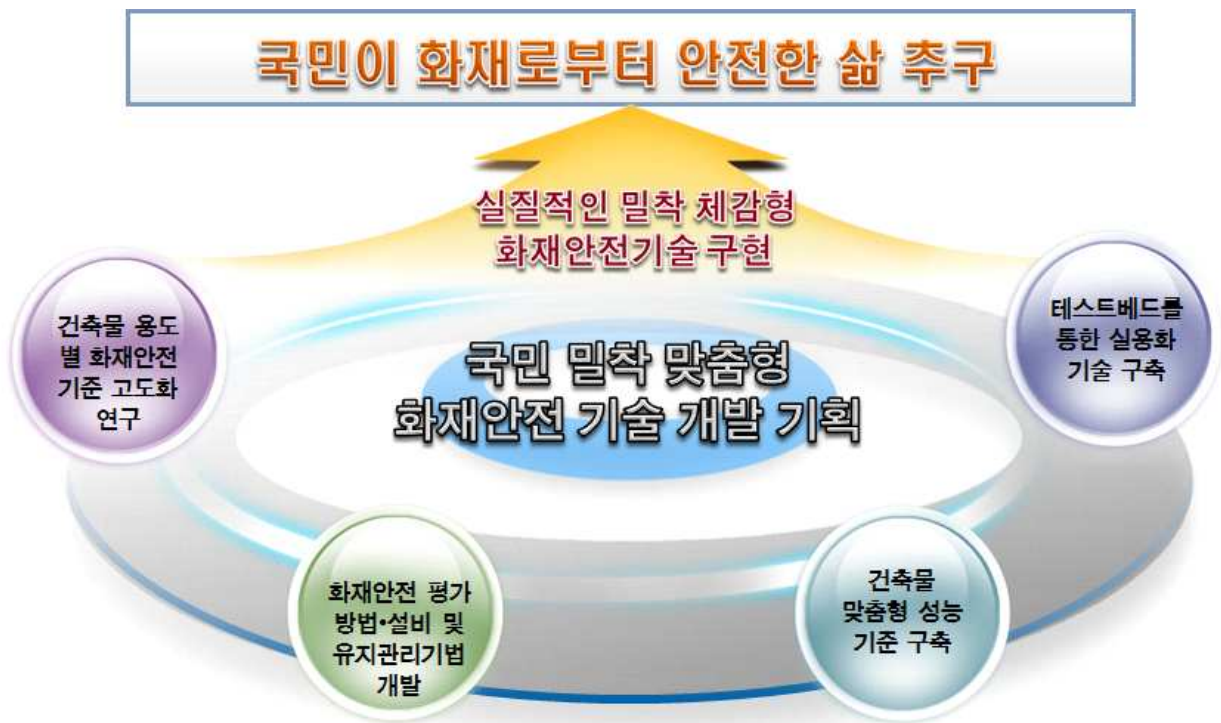 국민이 화재로부터 안전한 삶 추구
실질적인 밀착 체감형
화재안전기술 구현
국민 밀착 맞춤형
화재안전 기술 개발 기획
건축물 용도
별 화재안전
기준 고도화
연구
테스트베드를
통한 실용화
기술 구축
화재안전 평가
방법•설비 및
유지관리기법
개발
건축물
맞춤형 성능
기준 구축